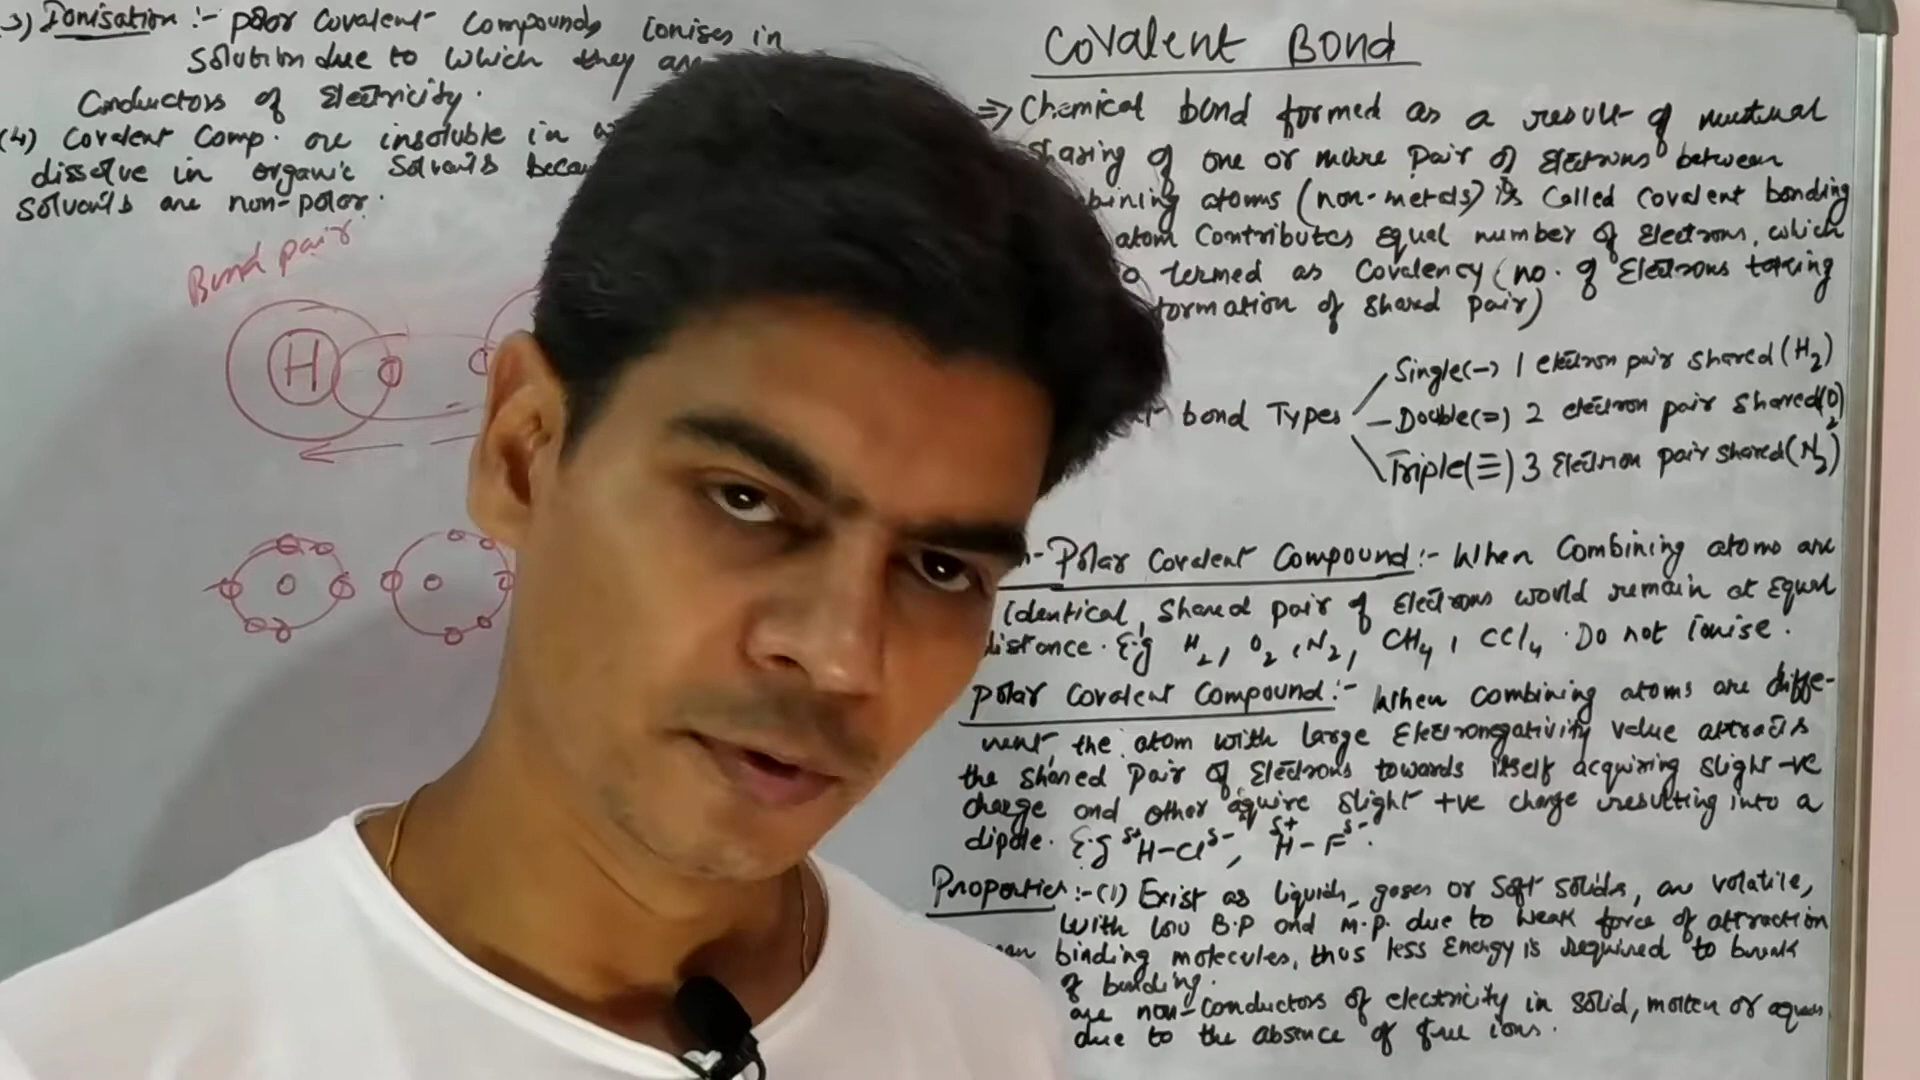 3) Ionisation :- polar covalent compounds ionises in
solution due to which they are
Conductors of Electricity.
(4) Covalent Comp. are insoluble in
dissolve in organic solvents because
solvents are non-polar.
Bond pair
H
Covalent Bond
=> Chemical bond formed as a result of mutual
sharing of one or more pair of Electrons between
bining atoms (non-metals) is Called Covalent bonding
atom Contributes Equal number of Electrons, which
termed as Covalency (no. of Electrons taking
formation of shared pair)
bond Types
Single(-) 1 electron pair shared (H2)
Double(=) 2 electron pair shared(O2)
Triple(≡) 3 Electron pair shared(N2)
n-Polar Covalent Compound :- When Combining atoms are
identical, shared pair of Electrons would remain at Equal
distance. E.g H2, O2, N2, CH4, CCl4. Do not ionise.
Polar Covalent Compound :- When combining atoms are diffe-
rent, the atom with large Electronegativity value attracts
the shared pair of Electrons towards itself acquiring slight -ve
charge and other aquire slight +ve charge resulting into a
dipole. E.g δ+H-Clδ-, δ+H-Fδ-.
Properties :- (1) Exist as liquids, gases or soft solids, are volatile,
with low B.P and M.P. due to weak force of attraction
binding molecules, thus less Energy is required to break
of bonding.
are non-conductors of electricity in solid, molten or aques
due to the absence of free ions.